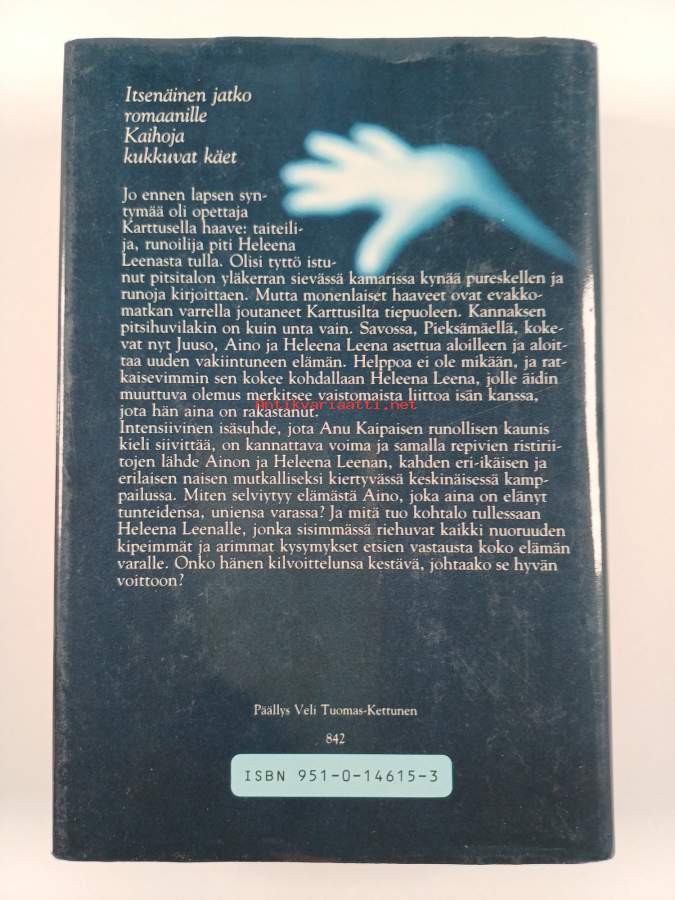 Itsenäinen jatko
romaanille
Kaihoja
kukkuvat käet
Jo ennen lapsen syn-
tymää oli opettaja
Karttusella haave: taiteili-
ja, runoilija piti Heleena
Leenasta tulla. Olisi tyttö istu-
nut pitsitalon yläkerran sievässä kamarissa kynää pureskellen ja
runoja kirjoittaen. Mutta monenlaiset haaveet ovat evakko-
matkan varrella joutaneet Karttusilta tiepuoleen. Kannaksen
pitsihuvilakin on kuin unta vain. Savossa, Pieksämäellä, koke-
vat nyt Juuso, Aino ja Heleena Leena asettua aloilleen ja aloit-
taa uuden vakiintuneen elämän. Helppoa ei ole mikään, ja rat-
kaisevimmin sen kokee kohdallaan Heleena Leena, jolle äidin
muuttuva olemus merkitsee vaistomaista liittoa isän kanssa,
antikvariaatti.net
jota hän aina on rakastanut.
Intensiivinen isäsuhde, jota Anu Kaipaisen runollisen kaunis
kieli siivittää, on kannattava voima ja samalla repivien ristirii-
tojen lähde Ainon ja Heleena Leenan, kahden eri-ikäisen ja
erilaisen naisen mutkalliseksi kiertyvässä keskinäisessä kamp-
pailussa. Miten selviytyy elämästä Aino, joka aina on elänyt
tunteidensa, uniensa varassa? Ja mitä tuo kohtalo tullessaan
Heleena Leenalle, jonka sisimmässä riehuvat kaikki nuoruuden
kipeimmät ja arimmat kysymykset etsien vastausta koko elämän
varalle. Onko hänen kilvoittelunsa kestävä, johtaako se hyvän
voittoon?
Päällys Veli Tuomas-Kettunen
842
ISBN 951-0-14615-3